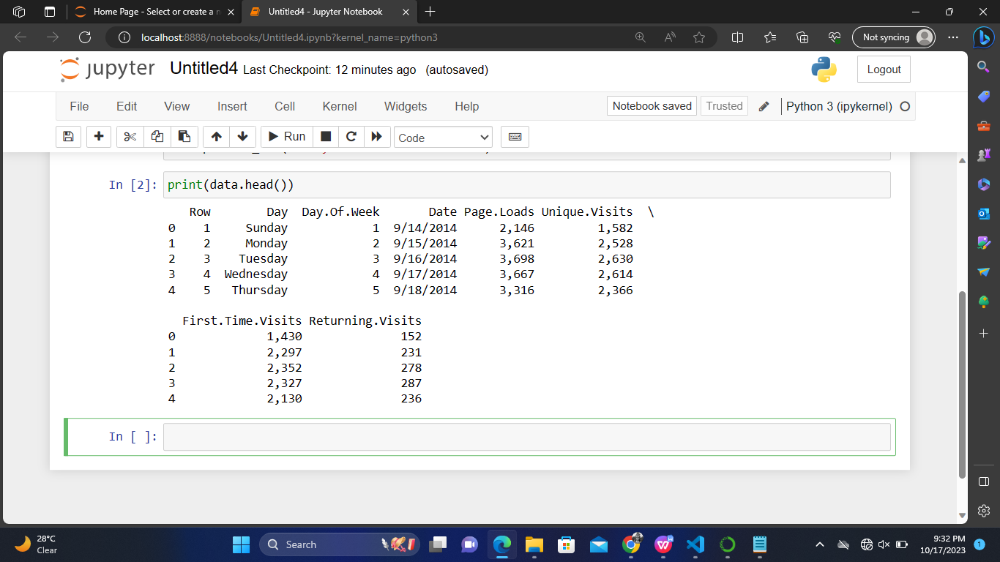 Home Page - Select or create a n
Untitled4 - Jupyter Notebook
localhost:8888/notebooks/Untitled4.ipynb?kernel_name=python3
Not syncing
jupyter Untitled4 Last Checkpoint: 12 minutes ago (autosaved)
Logout
File Edit View Insert Cell Kernel Widgets Help
Notebook saved Trusted Python 3 (ipykernel)
Run Code
In [2]: print(data.head())
Row Day Day.Of.Week Date Page.Loads Unique.Visits \
0 1 Sunday 1 9/14/2014 2,146 1,582
1 2 Monday 2 9/15/2014 3,621 2,528
2 3 Tuesday 3 9/16/2014 3,698 2,630
3 4 Wednesday 4 9/17/2014 3,667 2,614
4 5 Thursday 5 9/18/2014 3,316 2,366
First.Time.Visits Returning.Visits
0 1,430 152
1 2,297 231
2 2,352 278
3 2,327 287
4 2,130 236
In [ ]:
28°C
Clear
Search
9:32 PM
10/17/2023
1